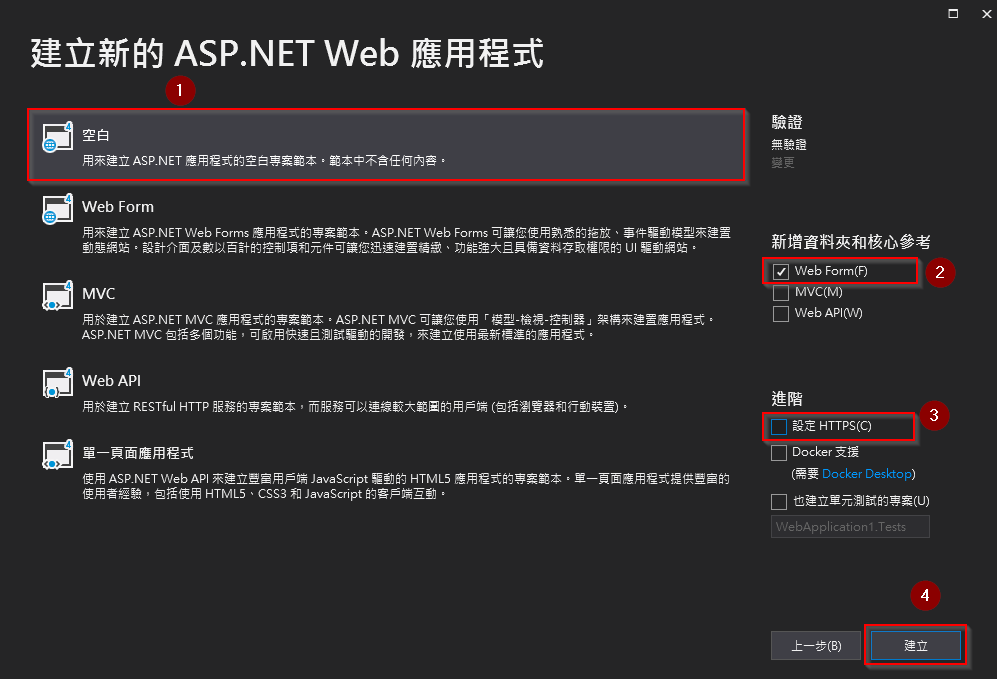 建立新的 ASP.NET Web 應用程式
1
空白
用來建立 ASP.NET 應用程式的空白專案範本。範本中不含任何內容。
Web Form
用來建立 ASP.NET Web Forms 應用程式的專案範本。ASP.NET Web Forms 可讓您使用熟悉的拖放、事件驅動模型來建置
動態網站。設計介面及數以百計的控制項和元件可讓您迅速建置精緻、功能強大且具備資料存取權限的 UI 驅動網站。
MVC
用於建立 ASP.NET MVC 應用程式的專案範本。ASP.NET MVC 可讓您使用「模型-檢視-控制器」架構來建置應用程式。
ASP.NET MVC 包括多個功能，可啟用快速且測試驅動的開發，來建立使用最新標準的應用程式。
Web API
用於建立 RESTful HTTP 服務的專案範本，而服務可以連線較大範圍的用戶端 (包括瀏覽器和行動裝置)。
單一頁面應用程式
使用 ASP.NET Web API 來建立豐富用戶端 JavaScript 驅動的 HTML5 應用程式的專案範本。單一頁面應用程式提供豐富的
使用者經驗，包括使用 HTML5、CSS3 和 JavaScript 的客戶端互動。
驗證
無驗證
變更
新增資料夾和核心參考
Web Form(F)
2
MVC(M)
Web API(W)
進階
3
設定 HTTPS(C)
Docker 支援
(需要 Docker Desktop)
也建立單元測試的專案(U)
WebApplication1.Tests
4
上一步(B)
建立